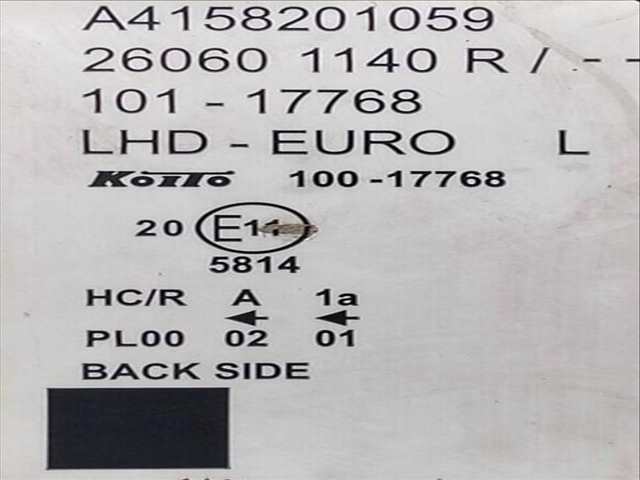 A4158201059
26060 1140 R / - -
101 - 17768
LHD - EURO L
KOITO 100 -17768
20 E11
5814
HC/R A 1a
PL00 02 01
BACK SIDE